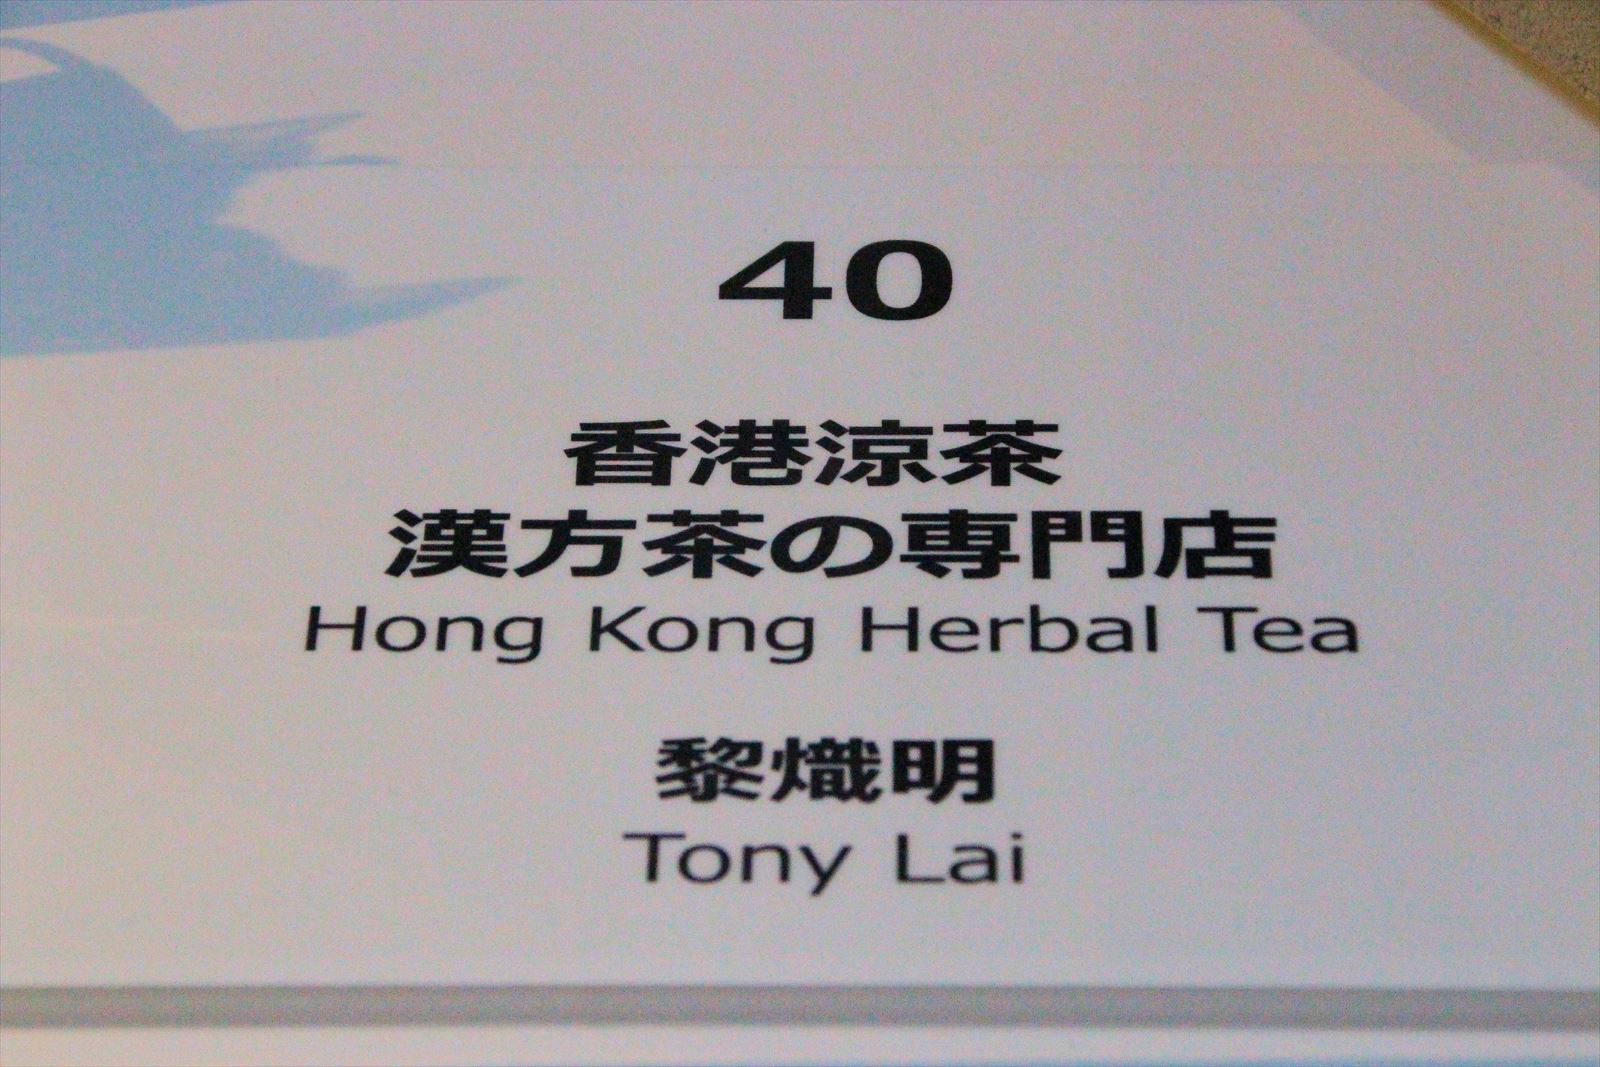 40
香港涼茶
漢方茶の専門店
Hong Kong Herbal Tea
黎熾明
Tony Lai